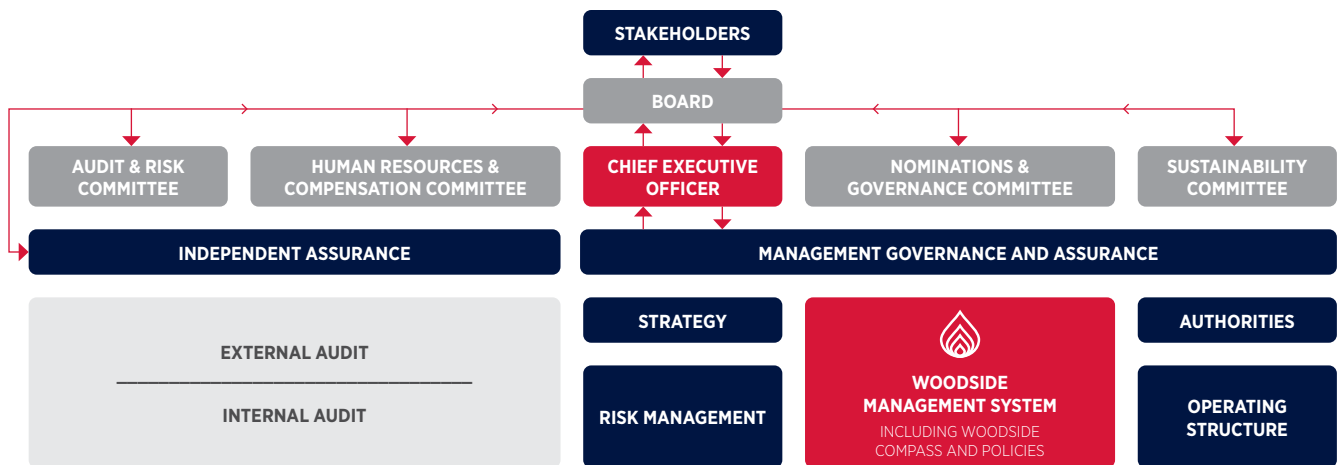 STAKEHOLDERS
BOARD
AUDIT & RISK
COMMITTEE
HUMAN RESOURCES &
COMPENSATION COMMITTEE
CHIEF EXECUTIVE
OFFICER
NOMINATIONS &
GOVERNANCE COMMITTEE
SUSTAINABILITY
COMMITTEE
INDEPENDENT ASSURANCE
MANAGEMENT GOVERNANCE AND ASSURANCE
EXTERNAL AUDIT
INTERNAL AUDIT
STRATEGY
RISK MANAGEMENT
WOODSIDE
MANAGEMENT SYSTEM
INCLUDING WOODSIDE
COMPASS AND POLICIES
AUTHORITIES
OPERATING
STRUCTURE